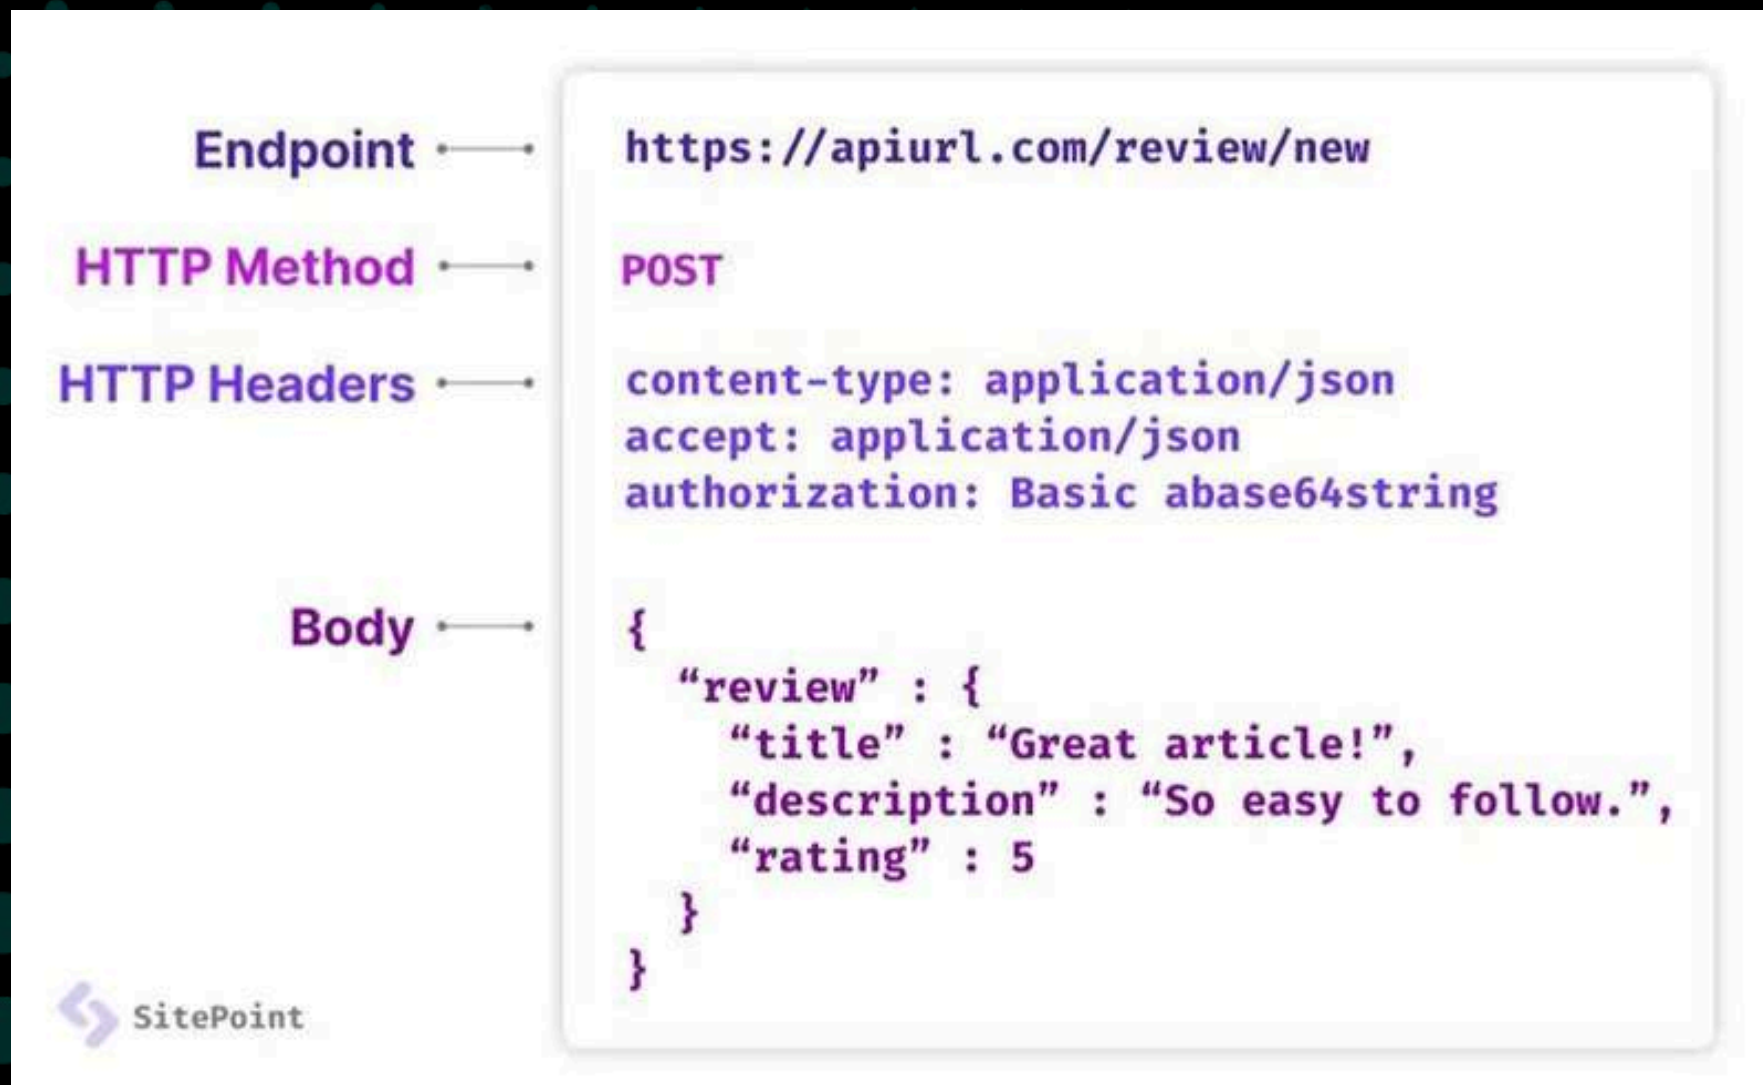 Endpoint https://apiurl.com/review/new
HTTP Method POST
HTTP Headers content-type: application/json
accept: application/json
authorization: Basic abase64string
Body {
“review” : {
“title” : “Great article!”,
“description” : “So easy to follow.”,
“rating” : 5
}
}
SitePoint